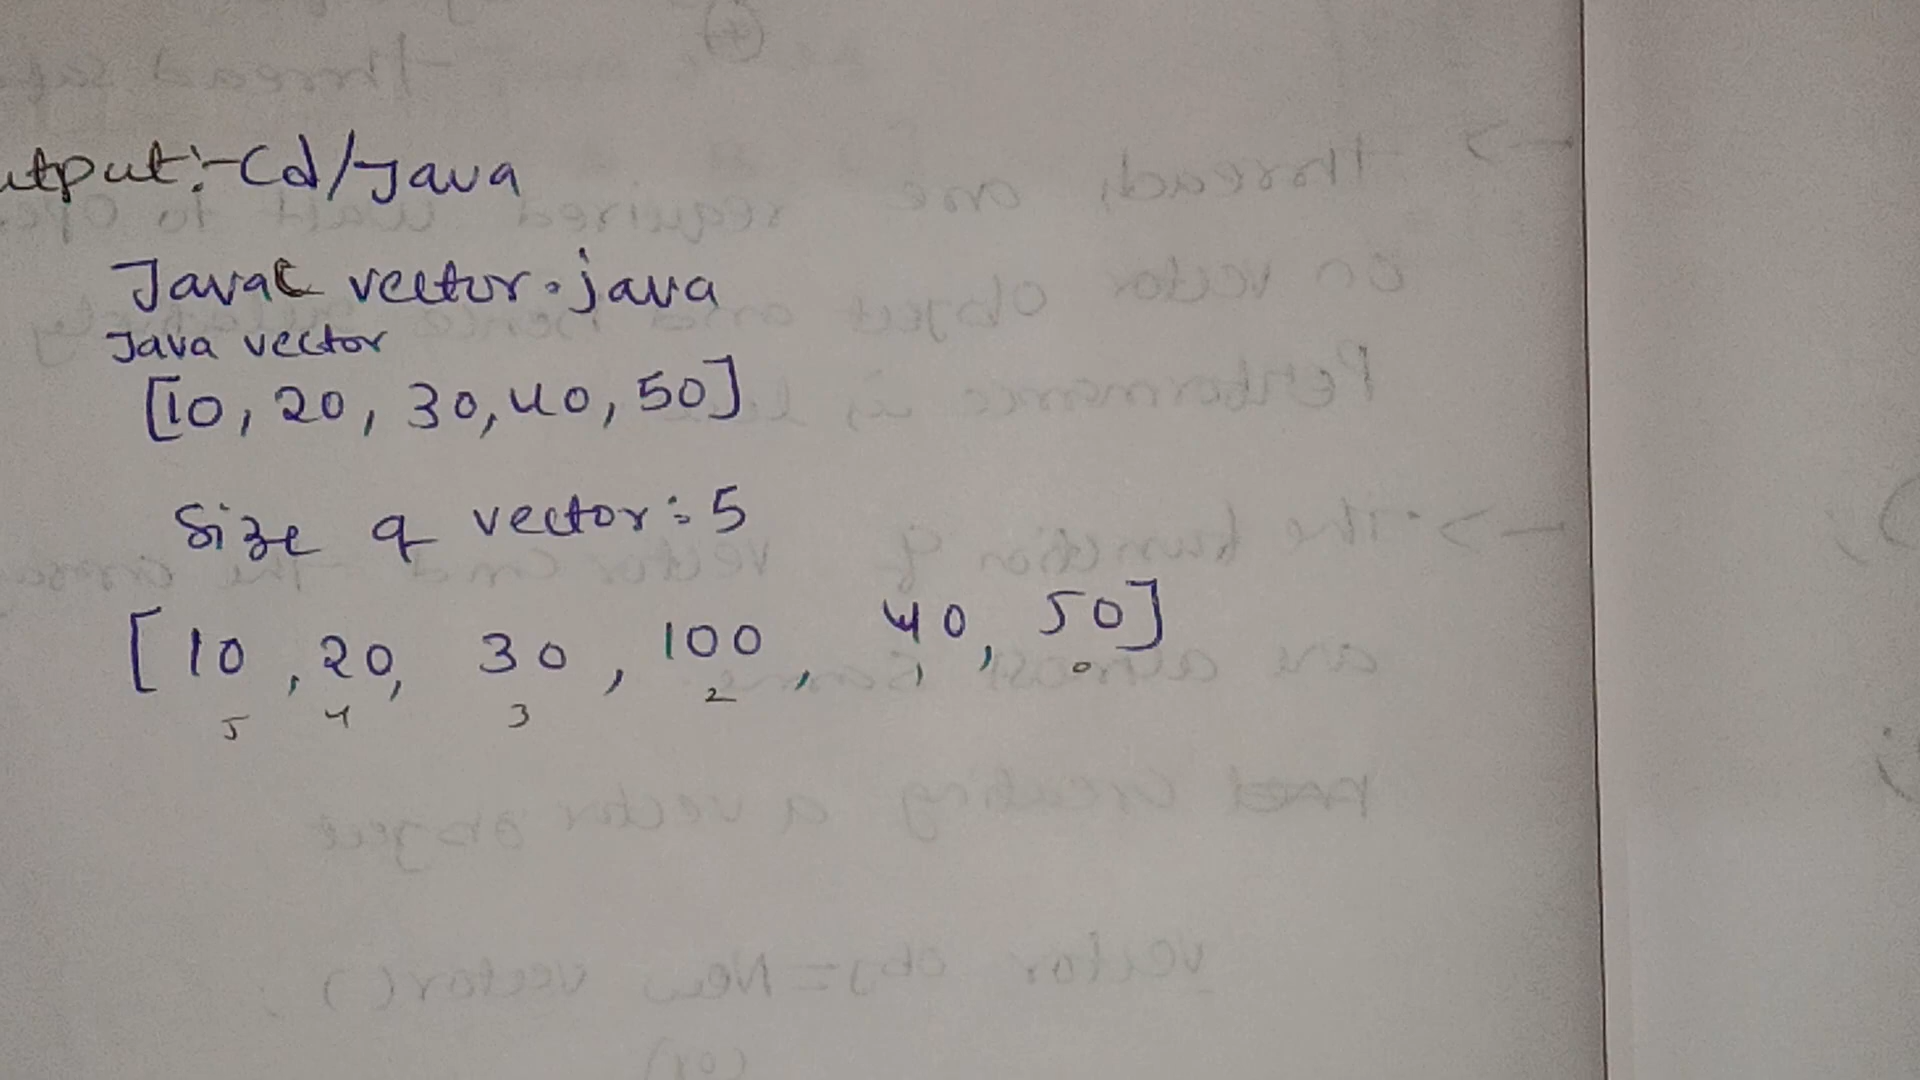 utput:-Cd/Java
Javac vector.java
Java vector
[10, 20, 30, 40, 50]
Size of vector: 5
[10, 20, 30, 100, 40, 50]
5 4 3 2 1 0